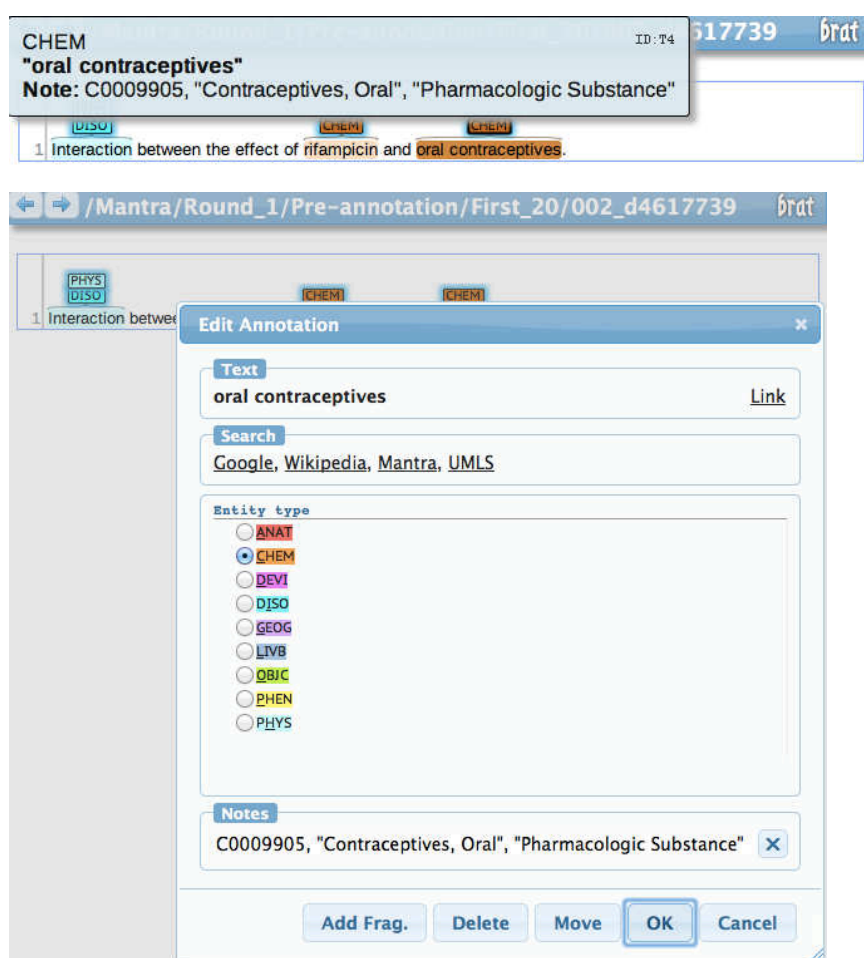 CHEM ID:T4
"oral contraceptives"
Note: C0009905, "Contraceptives, Oral", "Pharmacologic Substance"
617739 brat
DISO CHEM CHEM
1 Interaction between the effect of rifampicin and oral contraceptives.
/Mantra/Round_1/Pre-annotation/First_20/002_d4617739 brat
PHYS
DISO CHEM CHEM
1 Interaction betwee
Edit Annotation ×
Text
oral contraceptives Link
Search
Google, Wikipedia, Mantra, UMLS
Entity type
ANAT
CHEM
DEVI
DISO
GEOG
LIVB
OBJC
PHEN
PHYS
Notes
C0009905, "Contraceptives, Oral", "Pharmacologic Substance" ×
Add Frag. Delete Move OK Cancel